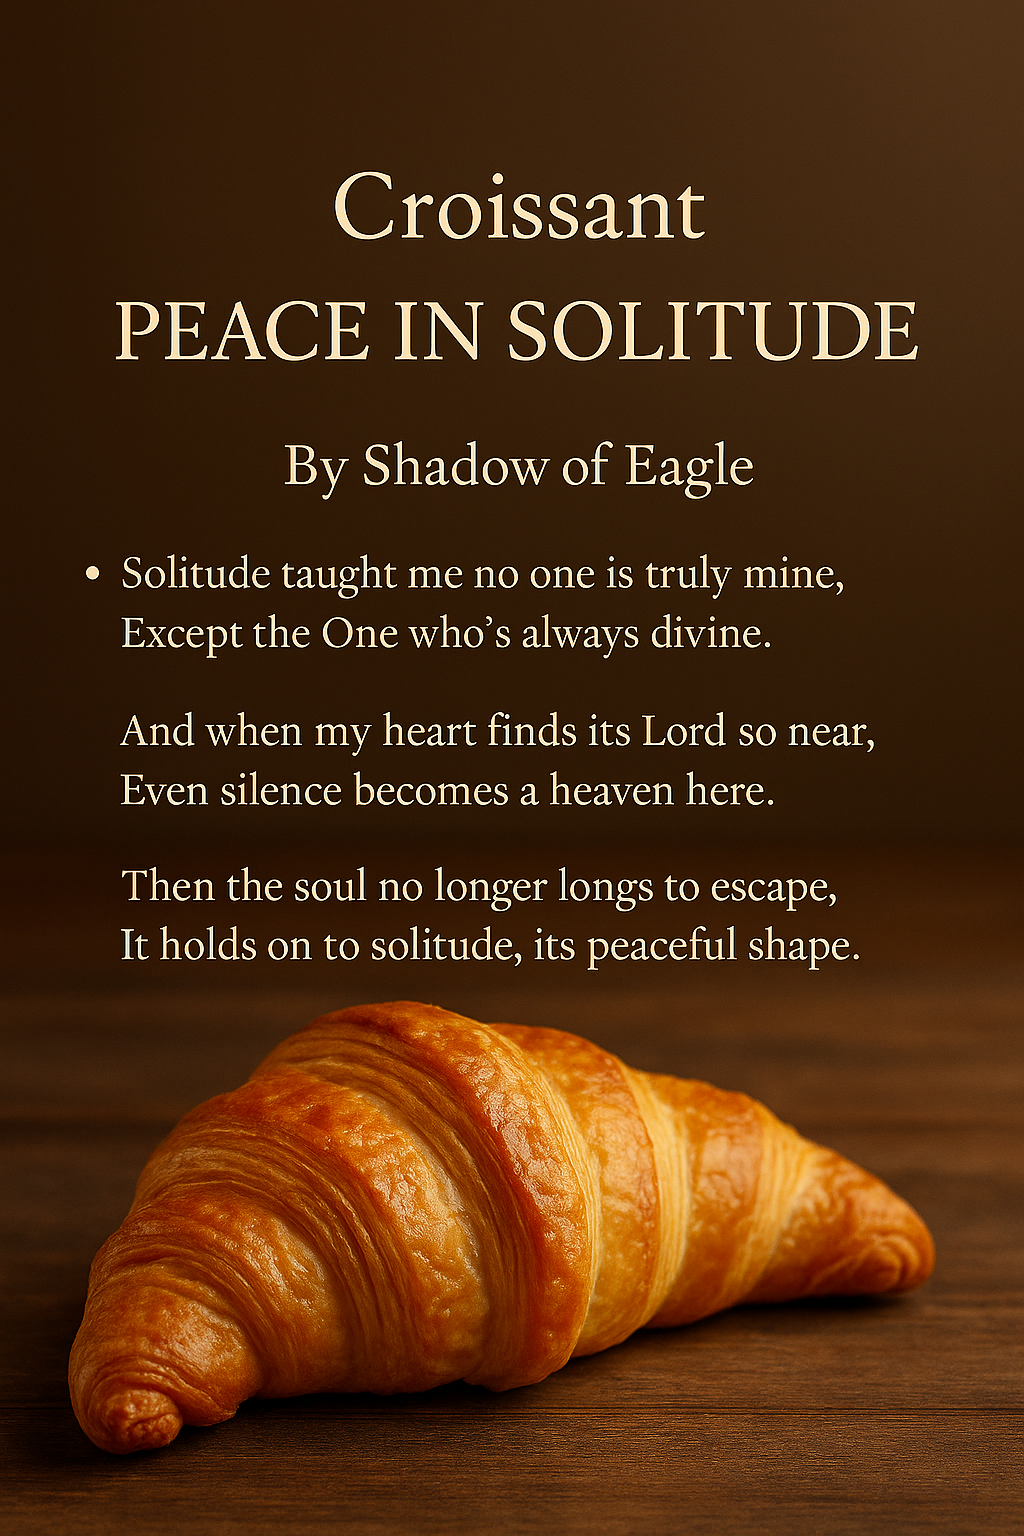 Croissant
PEACE IN SOLITUDE
By Shadow of Eagle
• Solitude taught me no one is truly mine,
Except the One who’s always divine.
And when my heart finds its Lord so near,
Even silence becomes a heaven here.
Then the soul no longer longs to escape,
It holds on to solitude, its peaceful shape.